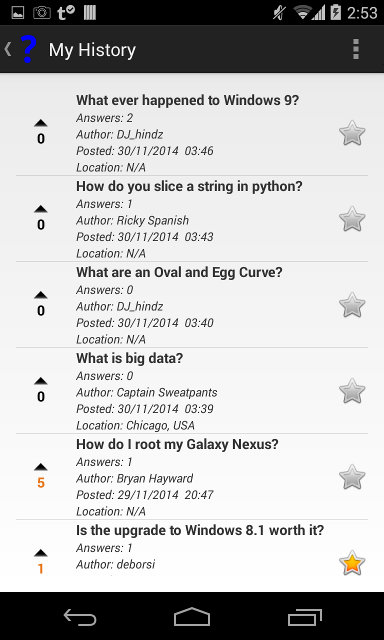 2:53
? My History
What ever happened to Windows 9?
Answers: 2
Author: DJ_hindz
0
Posted: 30/11/2014 03:46
Location: N/A
How do you slice a string in python?
Answers: 1
Author: Ricky Spanish
0
Posted: 30/11/2014 03:43
Location: N/A
What are an Oval and Egg Curve?
Answers: 0
Author: DJ_hindz
0
Posted: 30/11/2014 03:40
Location: N/A
What is big data?
Answers: 0
Author: Captain Sweatpants
0
Posted: 30/11/2014 03:39
Location: Chicago, USA
How do I root my Galaxy Nexus?
Answers: 1
Author: Bryan Hayward
5
Posted: 29/11/2014 20:47
Location: N/A
Is the upgrade to Windows 8.1 worth it?
Answers: 1
Author: deborsi
1